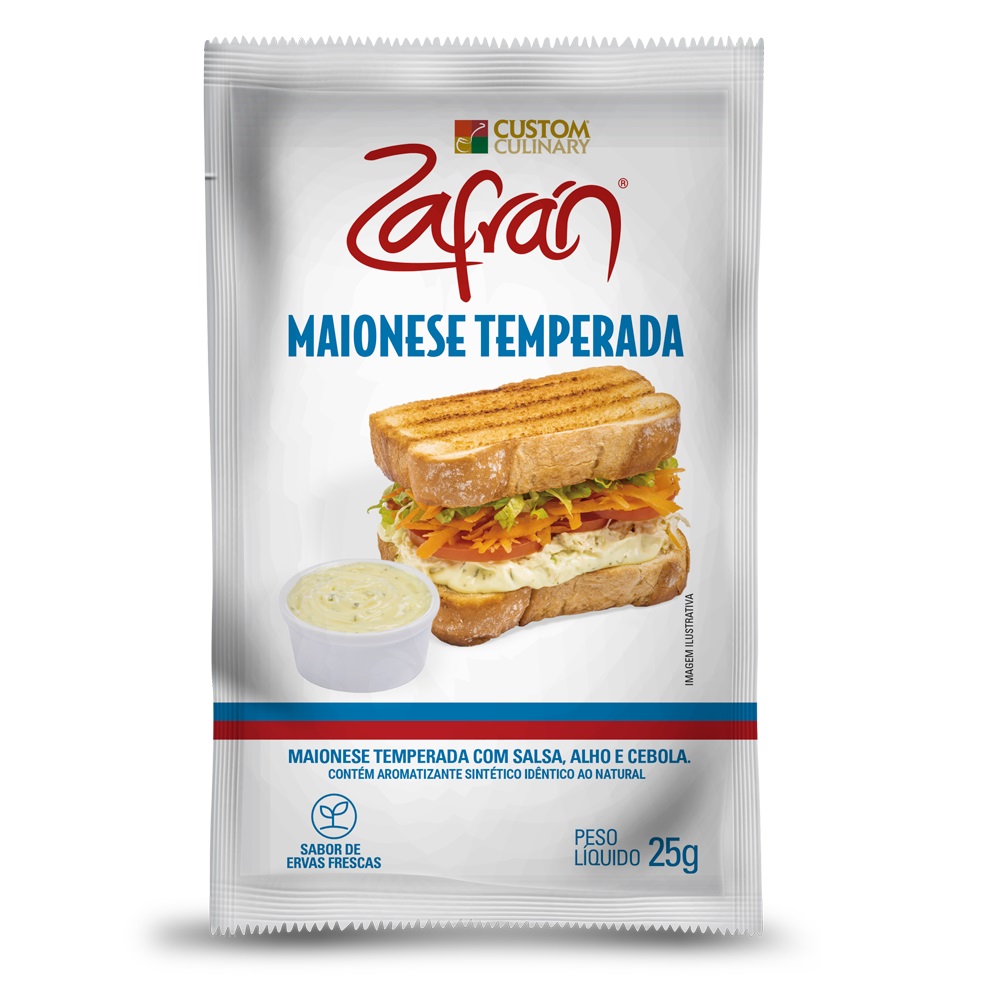 CUSTOM
CULINARY
Zafrán®
MAIONESE TEMPERADA
IMAGEM ILUSTRATIVA
MAIONESE TEMPERADA COM SALSA, ALHO E CEBOLA.
CONTÉM AROMATIZANTE SINTÉTICO IDÊNTICO AO NATURAL
SABOR DE
ERVAS FRESCAS
PESO
LÍQUIDO 25g